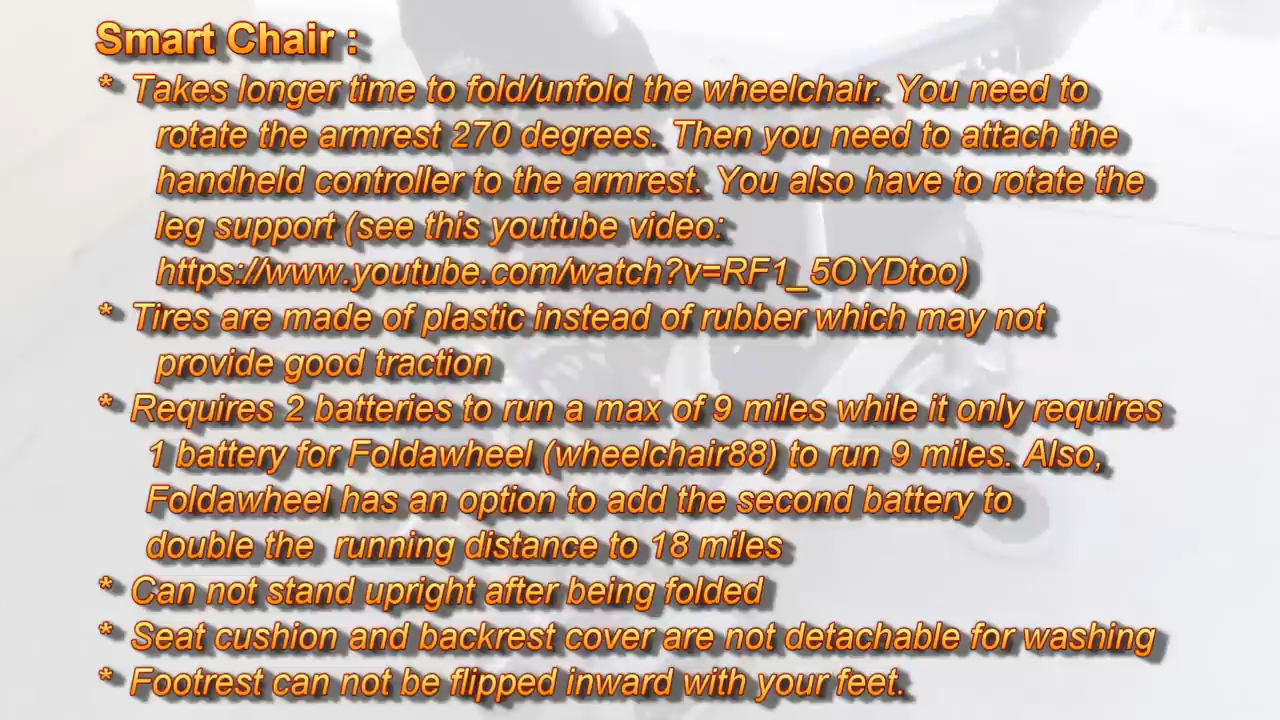 Smart Chair :
* Takes longer time to fold/unfold the wheelchair. You need to
rotate the armrest 270 degrees. Then you need to attach the
handheld controller to the armrest. You also have to rotate the
leg support (see this youtube video:
https://www.youtube.com/watch?v=RF1_5OYDtoo)
* Tires are made of plastic instead of rubber which may not
provide good traction
* Requires 2 batteries to run a max of 9 miles while it only requires
1 battery for Foldawheel (wheelchair88) to run 9 miles. Also,
Foldawheel has an option to add the second battery to
double the  running distance to 18 miles
* Can not stand upright after being folded
* Seat cushion and backrest cover are not detachable for washing
* Footrest can not be flipped inward with your feet.